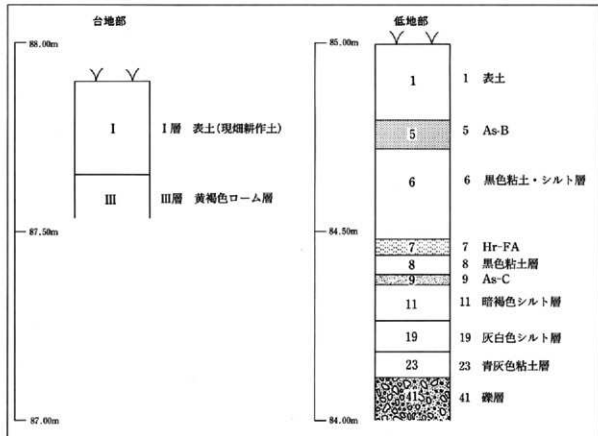 台地部
88.00m
I
I層 表土(現畑耕作土)
III
III層 黄褐色ローム層
87.50m
87.00m
低地部
85.00m
1
1 表土
5
5 As-B
6
6 黒色粘土・シルト層
84.50m
7
7 Hr-FA
8
8 黒色粘土層
9
9 As-C
11
11 暗褐色シルト層
19
19 灰白色シルト層
23
23 青灰色粘土層
41
41 礫層
84.00m